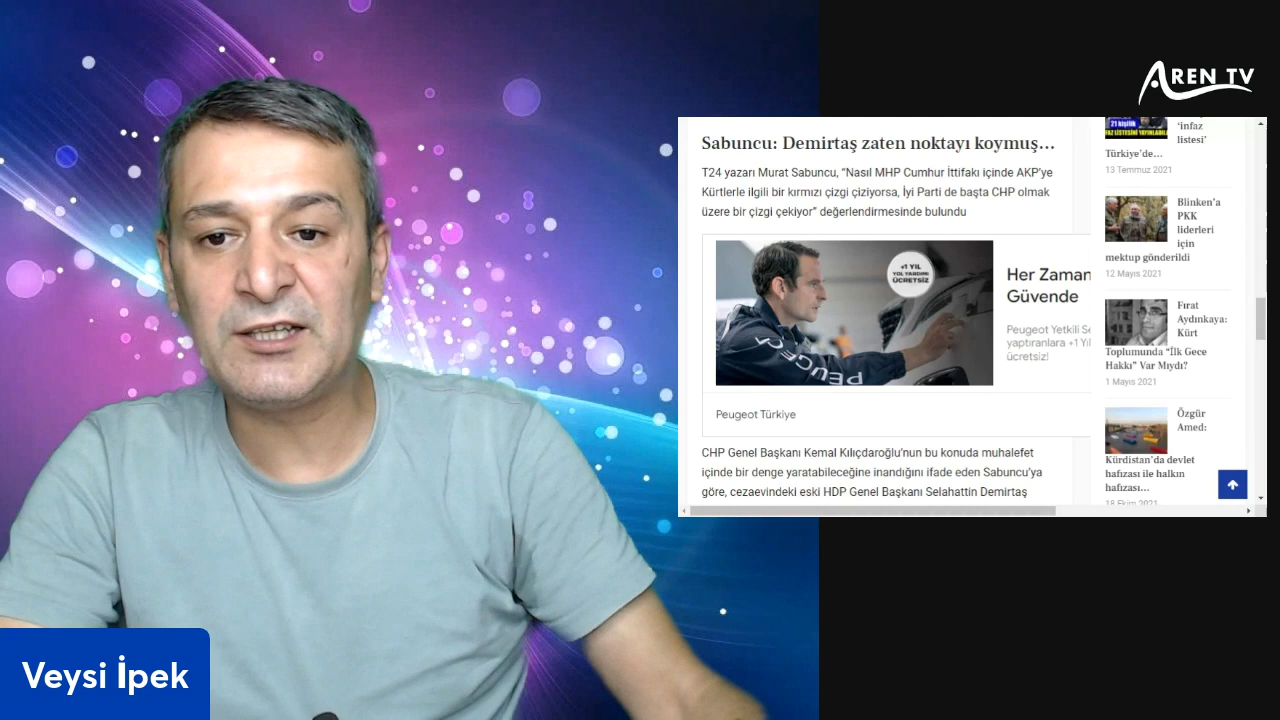 AREN TV
Sabuncu: Demirtaş zaten noktayı koymuş...
T24 yazarı Murat Sabuncu, “Nasıl MHP Cumhur İttifakı içinde AKP’ye
Kürtlerle ilgili bir kırmızı çizgi çiziyorsa, İyi Parti de başta CHP olmak
üzere bir çizgi çekiyor” değerlendirmesinde bulundu
+1 YIL
YOL YARDIMI
ÜCRETSİZ
PEUGEOT
Her Zaman
Güvende
Peugeot Yetkili Se
yaptıranlara +1 Yıl
ücretsiz!
Peugeot Türkiye
CHP Genel Başkanı Kemal Kılıçdaroğlu’nun bu konuda muhalefet
içinde bir denge yaratabileceğine inandığını ifade eden Sabuncu’ya
göre, cezaevindeki eski HDP Genel Başkanı Selahattin Demirtaş
21 kişilik
‘infaz
listesi’
Türkiye’de...
13 Temmuz 2021
Blinken’a
PKK
liderleri
için
mektup gönderildi
12 Mayıs 2021
Fırat
Aydınkaya:
Kürt
Toplumunda “İlk Gece
Hakkı” Var Mıydı?
1 Mayıs 2021
Özgür
Amed:
Kürdistan’da devlet
hafızası ile halkın
hafızası...
18 Ekim 2021
Veysi İpek